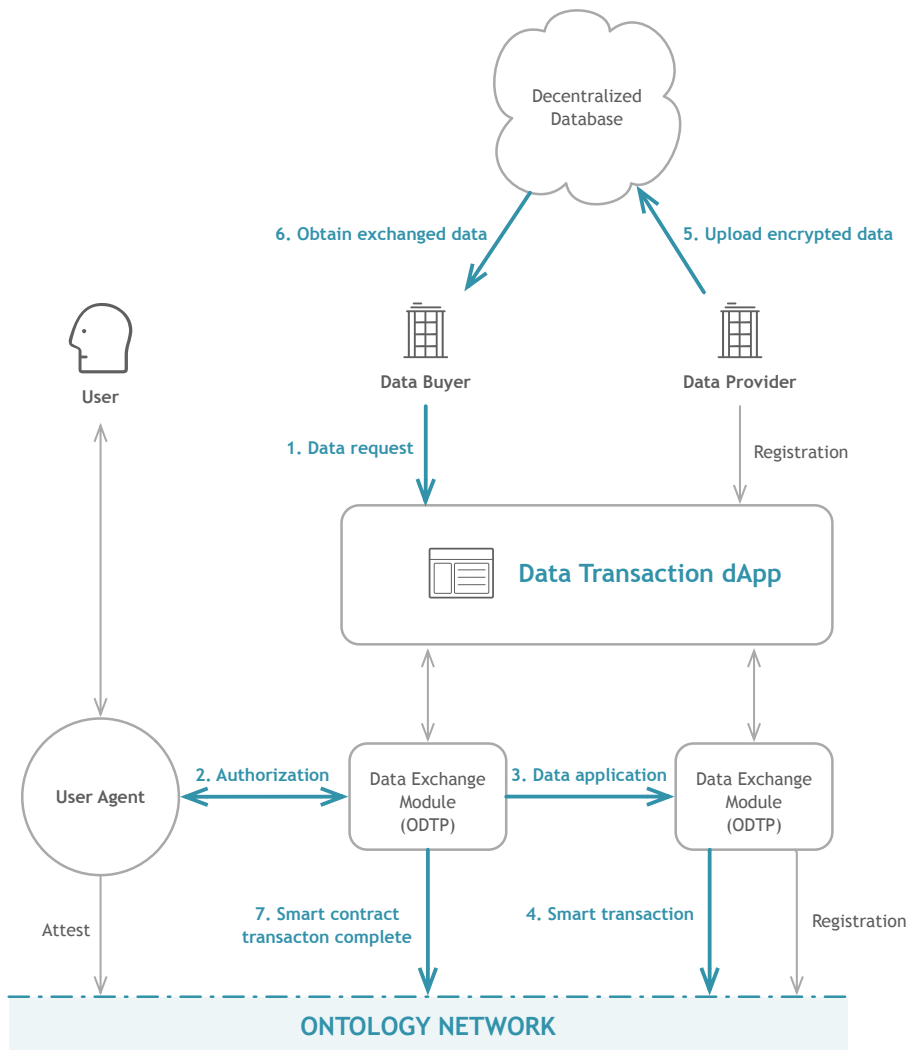 Decentralized
Database
6. Obtain exchanged data
5. Upload encrypted data
User
Data Buyer
Data Provider
1. Data request
Registration
Data Transaction dApp
User Agent
2. Authorization
Data Exchange
Module
(ODTP)
3. Data application
Data Exchange
Module
(ODTP)
Attest
7. Smart contract
transacton complete
4. Smart transaction
Registration
ONTOLOGY NETWORK